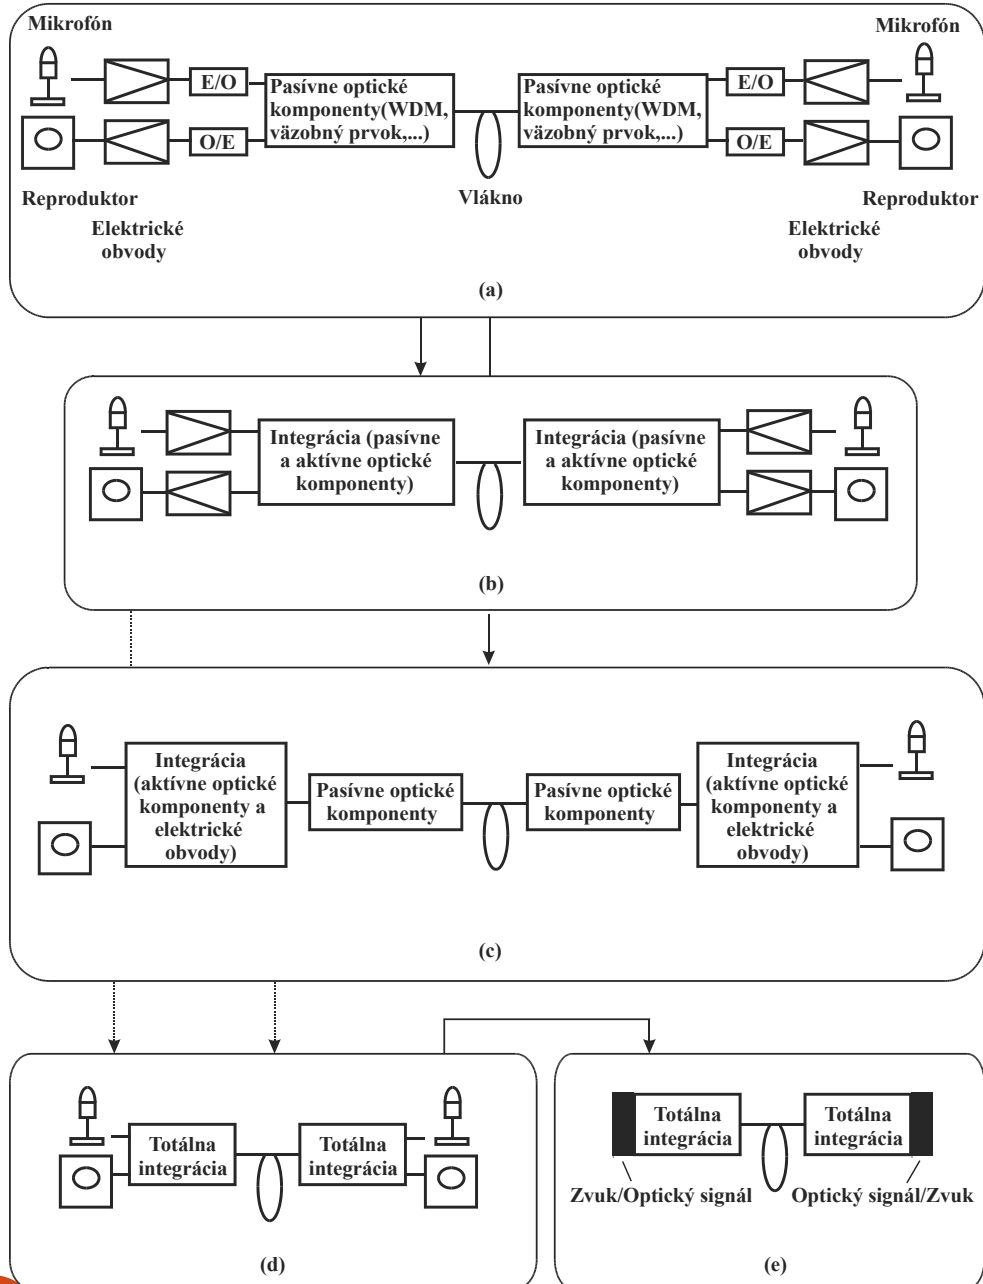 Mikrofón
Mikrofón
E/O
Pasívne optické
komponenty(WDM,
väzobný prvok,...)
Pasívne optické
komponenty(WDM,
väzobný prvok,...)
E/O
O/E
O/E
Reproduktor
Vlákno
Reproduktor
Elektrické
obvody
Elektrické
obvody
(a)
Integrácia (pasívne
a aktívne optické
komponenty)
Integrácia (pasívne
a aktívne optické
komponenty)
(b)
Integrácia
(aktívne optické
komponenty a
elektrické
obvody)
Pasívne optické
komponenty
Pasívne optické
komponenty
Integrácia
(aktívne optické
komponenty a
elektrické
obvody)
(c)
Totálna
integrácia
Totálna
integrácia
(d)
Totálna
integrácia
Totálna
integrácia
Zvuk/Optický signál
Optický signál/Zvuk
(e)